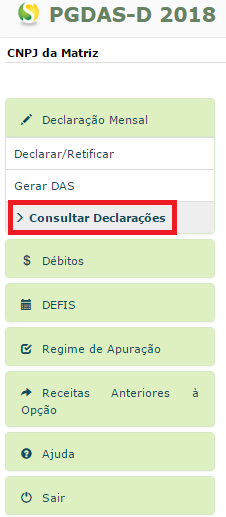 PGDAS-D 2018
CNPJ da Matriz
Declaração Mensal
Declarar/Retificar
Gerar DAS
> Consultar Declarações
$ Débitos
DEFIS
Regime de Apuração
Receitas Anteriores à
Opção
Ajuda
Sair